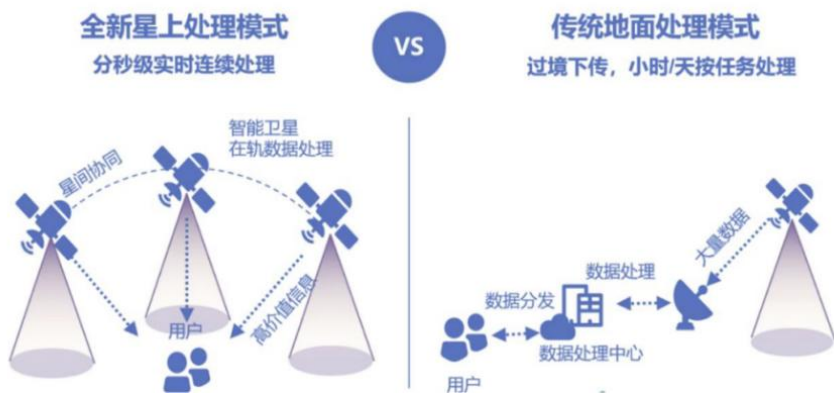 全新星上处理模式
分秒级实时连续处理
VS
传统地面处理模式
过境下传，小时/天按任务处理
星间协同
智能卫星
在轨数据处理
用户
高价值信息
大量数据
数据处理
数据分发
数据处理中心
用户